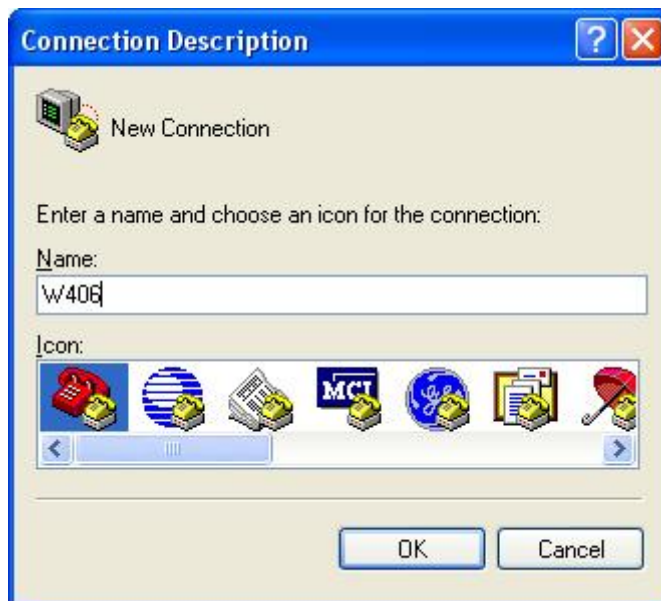 Connection Description
New Connection
Enter a name and choose an icon for the connection:
Name:
W406
Icon:
MCI
OK
Cancel